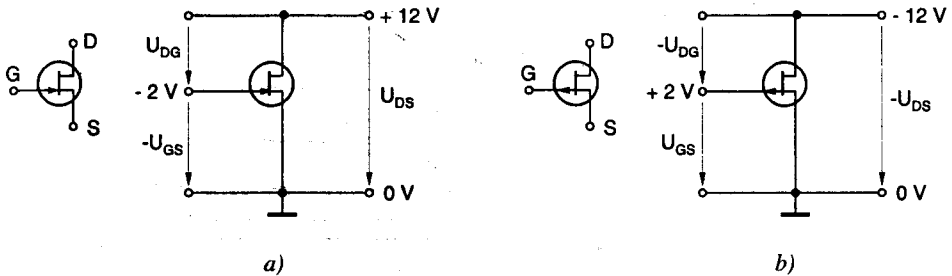 D
G
S
+ 12 V
U_DG
- 2 V
-U_GS
U_DS
0 V
a)
D
G
S
- 12 V
-U_DG
+ 2 V
U_GS
-U_DS
0 V
b)